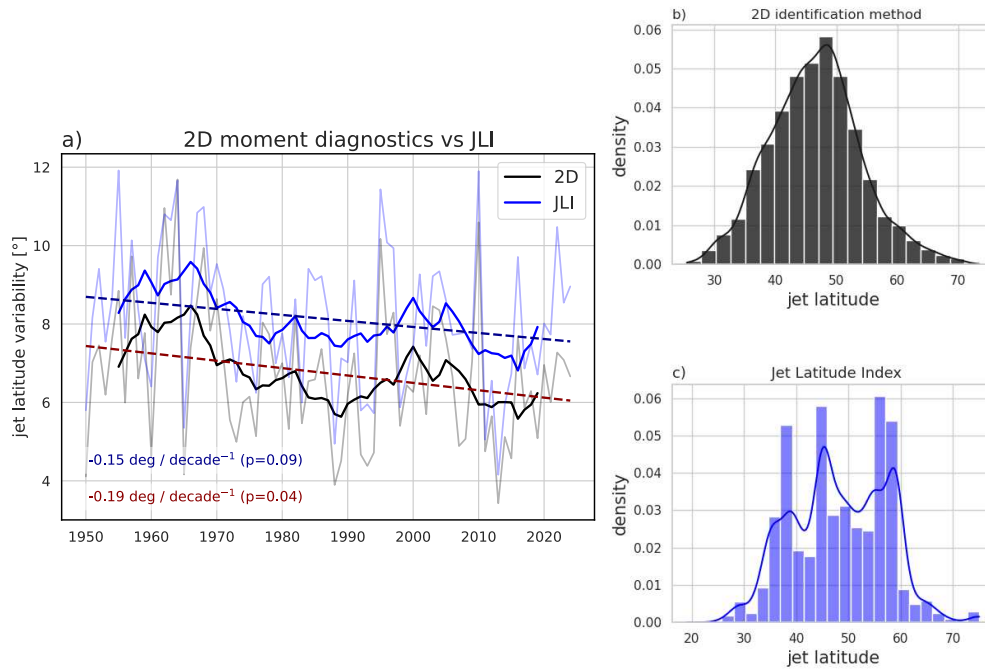 a)
2D moment diagnostics vs JLI
jet latitude variability [°]
12
10
8
6
4
2D
JLI
-0.15 deg / decade⁻¹ (p=0.09)
-0.19 deg / decade⁻¹ (p=0.04)
1950 1960 1970 1980 1990 2000 2010 2020
b)
2D identification method
density
0.06
0.05
0.04
0.03
0.02
0.01
0.00
30 40 50 60 70
jet latitude
c)
Jet Latitude Index
density
0.06
0.05
0.04
0.03
0.02
0.01
0.00
20 30 40 50 60 70
jet latitude